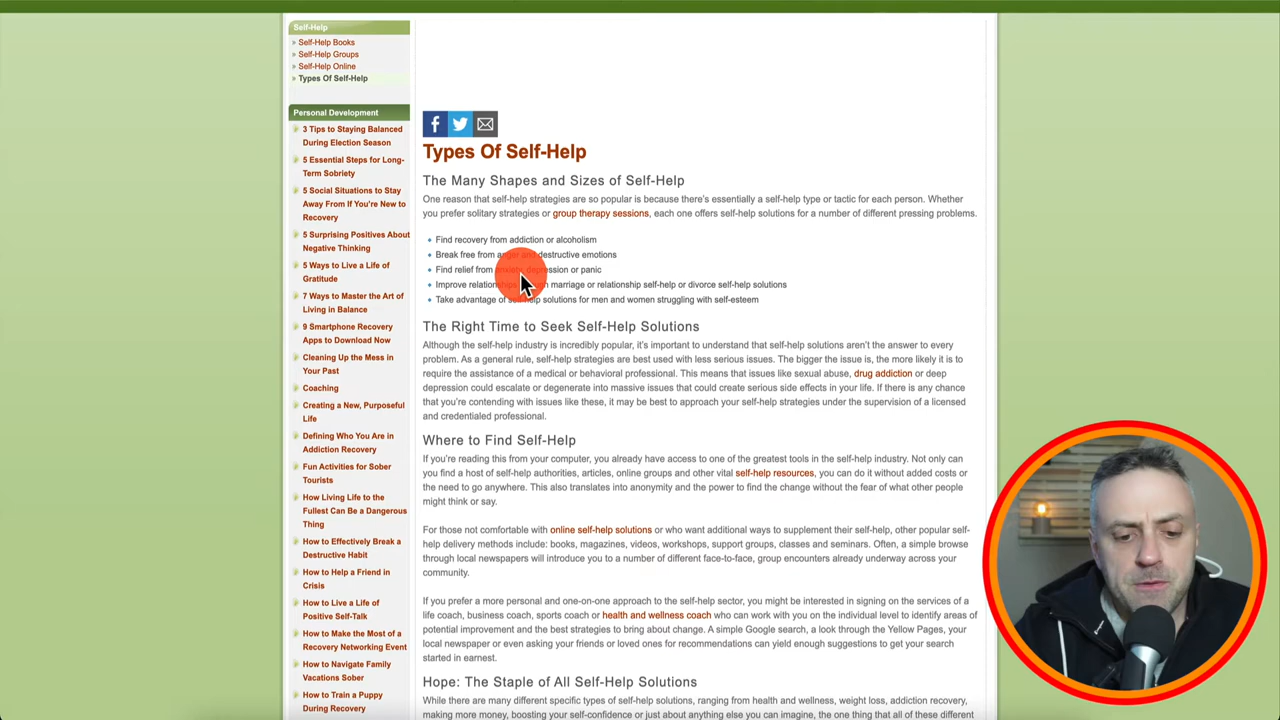 Self-Help
» Self-Help Books
» Self-Help Groups
» Self-Help Online
» Types Of Self-Help
Personal Development
3 Tips to Staying Balanced
During Election Season
5 Essential Steps for Long-
Term Sobriety
5 Social Situations to Stay
Away From If You're New to
Recovery
5 Surprising Positives About
Negative Thinking
5 Ways to Live a Life of
Gratitude
7 Ways to Master the Art of
Living in Balance
9 Smartphone Recovery
Apps to Download Now
Cleaning Up the Mess in
Your Past
Coaching
Creating a New, Purposeful
Life
Defining Who You Are in
Addiction Recovery
Fun Activities for Sober
Tourists
How Living Life to the
Fullest Can Be a Dangerous
Thing
How to Effectively Break a
Destructive Habit
How to Help a Friend in
Crisis
How to Live a Life of
Positive Self-Talk
How to Make the Most of a
Recovery Networking Event
How to Navigate Family
Vacations Sober
How to Train a Puppy
During Recovery
Types Of Self-Help
The Many Shapes and Sizes of Self-Help
One reason that self-help strategies are so popular is because there's essentially a self-help type or tactic for each person. Whether
you prefer solitary strategies or group therapy sessions, each one offers self-help solutions for a number of different pressing problems.
Find recovery from addiction or alcoholism
Break free from anger and destructive emotions
Find relief from anxiety, depression or panic
Improve relationships marriage or relationship self-help or divorce self-help solutions
Take advantage of self-help solutions for men and women struggling with self-esteem
The Right Time to Seek Self-Help Solutions
Although the self-help industry is incredibly popular, it's important to understand that self-help solutions aren't the answer to every
problem. As a general rule, self-help strategies are best used with less serious issues. The bigger the issue is, the more likely it is to
require the assistance of a medical or behavioral professional. This means that issues like sexual abuse, drug addiction or deep
depression could escalate or degenerate into massive issues that could create serious side effects in your life. If there is any chance
that you're contending with issues like these, it may be best to approach your self-help strategies under the supervision of a licensed
and credentialed professional.
Where to Find Self-Help
If you're reading this from your computer, you already have access to one of the greatest tools in the self-help industry. Not only can
you find a host of self-help authorities, articles, online groups and other vital self-help resources, you can do it without added costs or
the need to go anywhere. This also translates into anonymity and the power to find the change without the fear of what other people
might think or say.
For those not comfortable with online self-help solutions or who want additional ways to supplement their self-help, other popular self-
help delivery methods include: books, magazines, videos, workshops, support groups, classes and seminars. Often, a simple browse
through local newspapers will introduce you to a number of different face-to-face, group encounters already underway across your
community.
If you prefer a more personal and one-on-one approach to the self-help sector, you might be interested in signing on the services of a
life coach, business coach, sports coach or health and wellness coach who can work with you on the individual level to identify areas of
potential improvement and the best strategies to bring about change. A simple Google search, a look through the Yellow Pages, your
local newspaper or even asking your friends or loved ones for recommendations can yield enough suggestions to get your search
started in earnest.
Hope: The Staple of All Self-Help Solutions
While there are many different specific types of self-help solutions, ranging from health and wellness, weight loss, addiction recovery,
making more money, boosting your self-confidence or just about anything else you can imagine, the one thing that all of these different